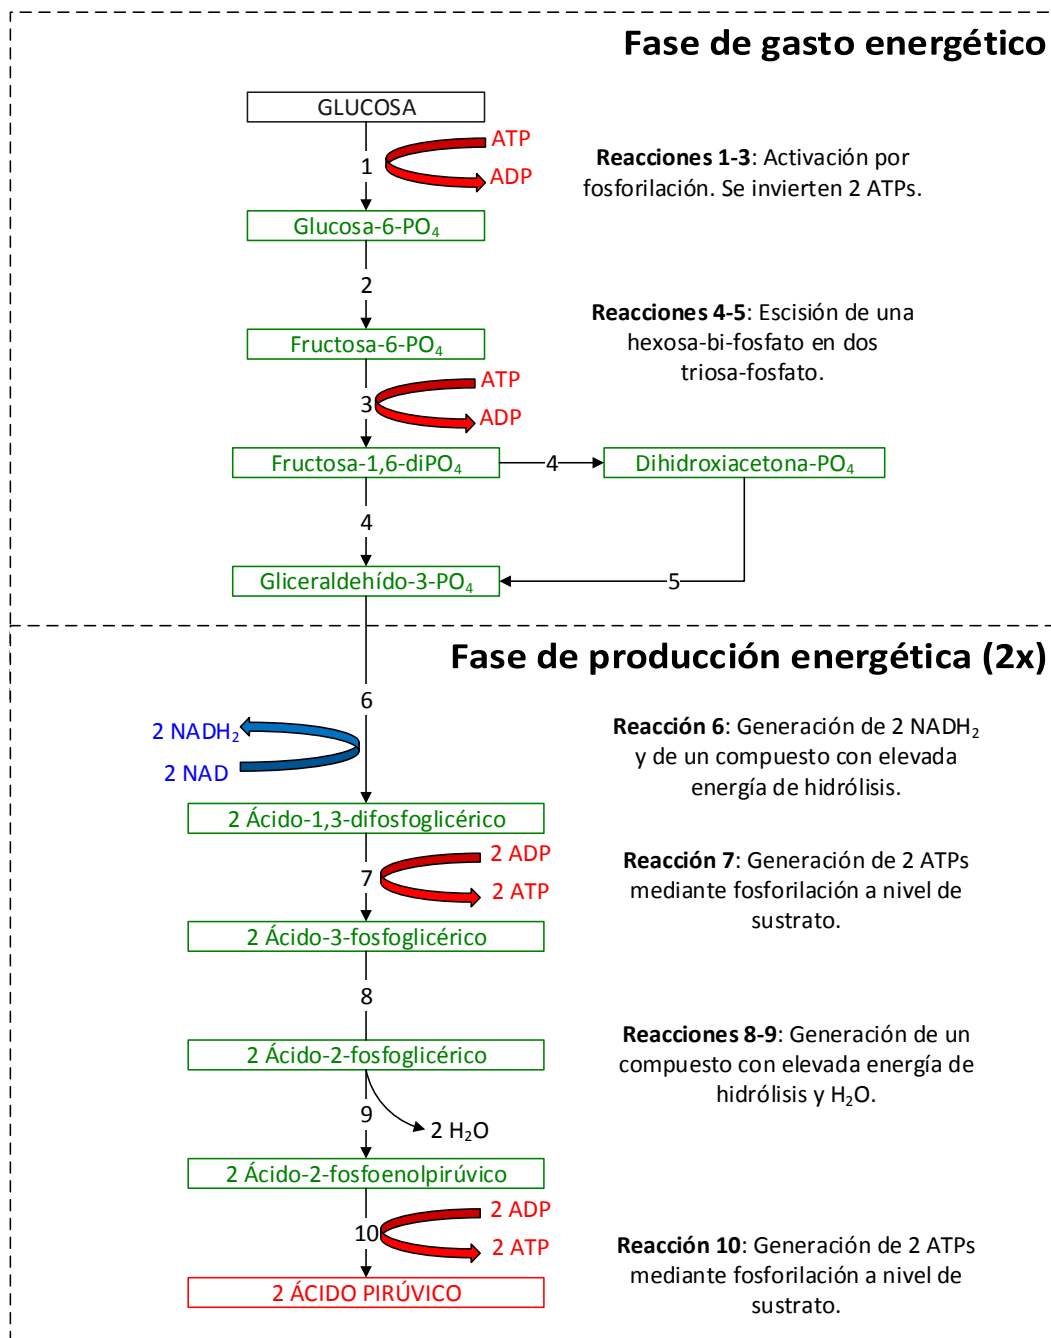 Fase de gasto energético
GLUCOSA
ATP
1
ADP
Reacciones 1-3: Activación por
fosforilación. Se invierten 2 ATPs.
Glucosa-6-PO₄
2
Reacciones 4-5: Escisión de una
hexosa-bi-fosfato en dos
triosa-fosfato.
Fructosa-6-PO₄
ATP
3
ADP
Fructosa-1,6-diPO₄
4
Dihidroxiacetona-PO₄
4
Gliceraldehído-3-PO₄
5
Fase de producción energética (2x)
6
2 NADH₂
2 NAD
Reacción 6: Generación de 2 NADH₂
y de un compuesto con elevada
energía de hidrólisis.
2 Ácido-1,3-difosfoglicérico
2 ADP
7
2 ATP
Reacción 7: Generación de 2 ATPs
mediante fosforilación a nivel de
sustrato.
2 Ácido-3-fosfoglicérico
8
Reacciones 8-9: Generación de un
compuesto con elevada energía de
hidrólisis y H₂O.
2 Ácido-2-fosfoglicérico
9
2 H₂O
2 Ácido-2-fosfoenolpirúvico
2 ADP
10
2 ATP
Reacción 10: Generación de 2 ATPs
mediante fosforilación a nivel de
sustrato.
2 ÁCIDO PIRÚVICO